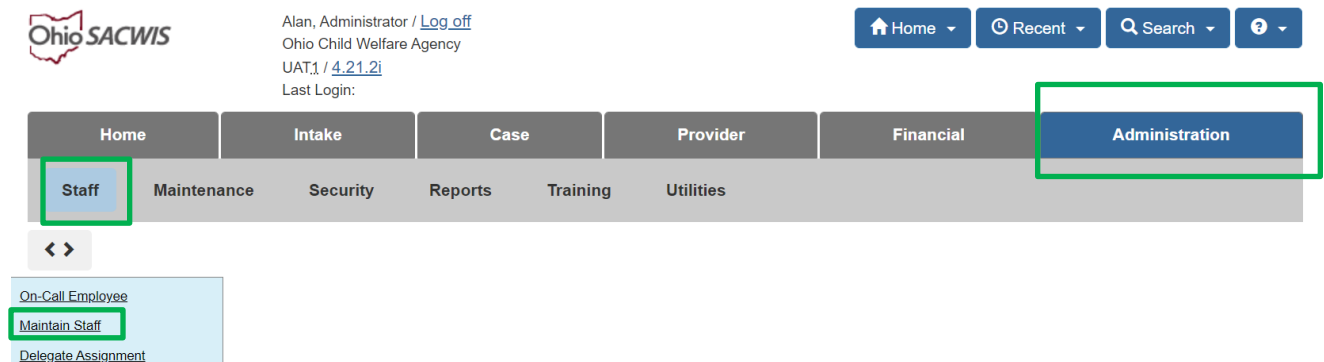 Ohio SACWIS
Alan, Administrator / Log off
Ohio Child Welfare Agency
UAT1 / 4.21.2i
Last Login:
Home
Recent
Search
?
Home Intake Case Provider Financial Administration
Staff Maintenance Security Reports Training Utilities
< >
On-Call Employee
Maintain Staff
Delegate Assignment